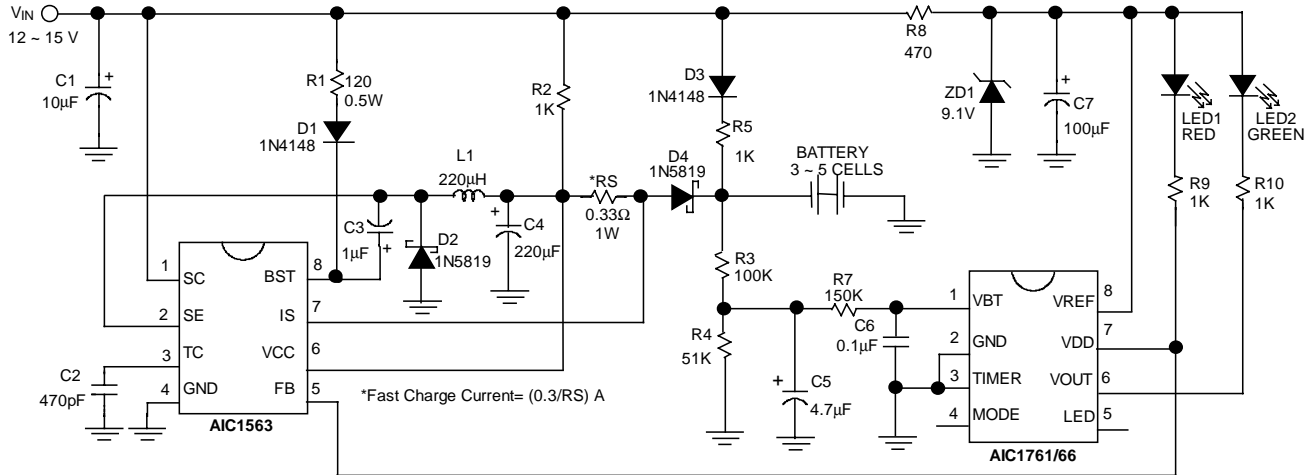 VIN
12 ~ 15 V
C1
10µF
+
R1
120
0.5W
D1
1N4148
R2
1K
L1
220µH
*RS
0.33Ω
1W
D4
1N5819
D3
1N4148
R5
1K
BATTERY
3 ~ 5 CELLS
R8
470
ZD1
9.1V
+
C7
100µF
LED1
RED
LED2
GREEN
R9
1K
R10
1K
C3
1µF
+
D2
1N5819
+
C4
220µF
R3
100K
R7
150K
R4
51K
C6
0.1µF
+
C5
4.7µF
1
SC
BST
8
2
SE
IS
7
3
TC
VCC
6
4
GND
FB
5
AIC1563
C2
470pF
*Fast Charge Current= (0.3/RS) A
1
VBT
VREF
8
2
GND
VDD
7
3
TIMER
VOUT
6
4
MODE
LED
5
AIC1761/66